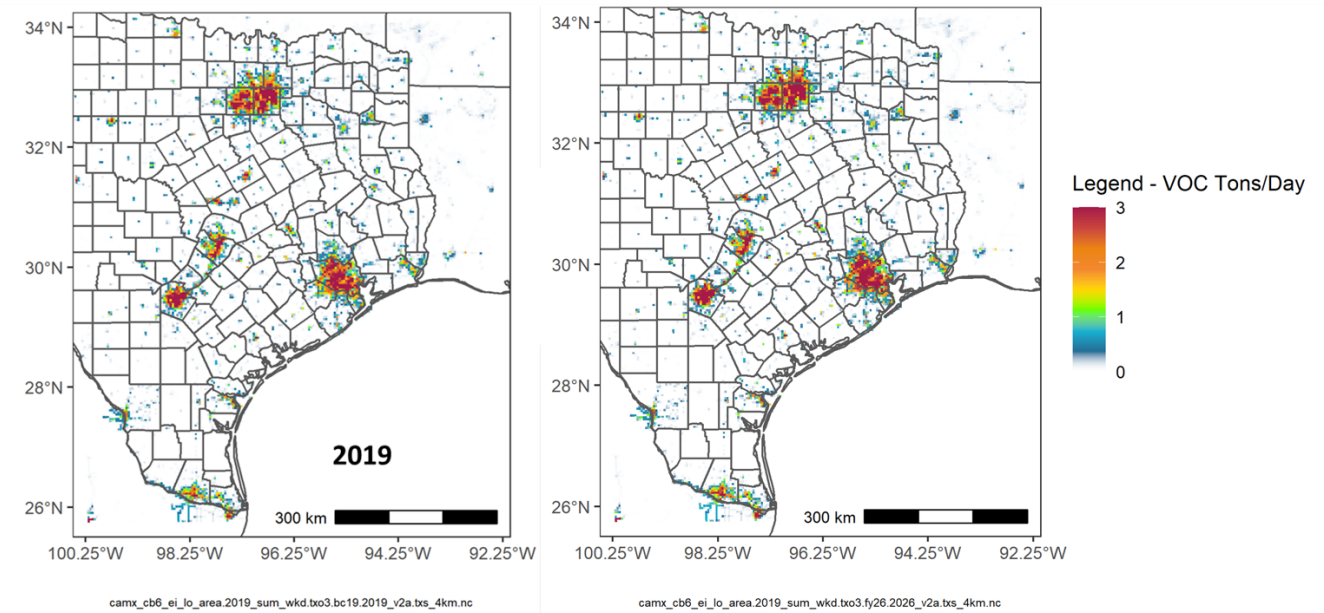 34°N
32°N
30°N
28°N
26°N
2019
300 km
100.25°W 98.25°W 96.25°W 94.25°W 92.25°W
camx_cb6_ei_lo_area.2019_sum_wkd.txo3.bc19.2019_v2a.txs_4km.nc
34°N
32°N
30°N
28°N
26°N
300 km
100.25°W 98.25°W 96.25°W 94.25°W 92.25°W
camx_cb6_ei_lo_area.2019_sum_wkd.txo3.fy26.2026_v2a.txs_4km.nc
Legend - VOC Tons/Day
3
2
1
0